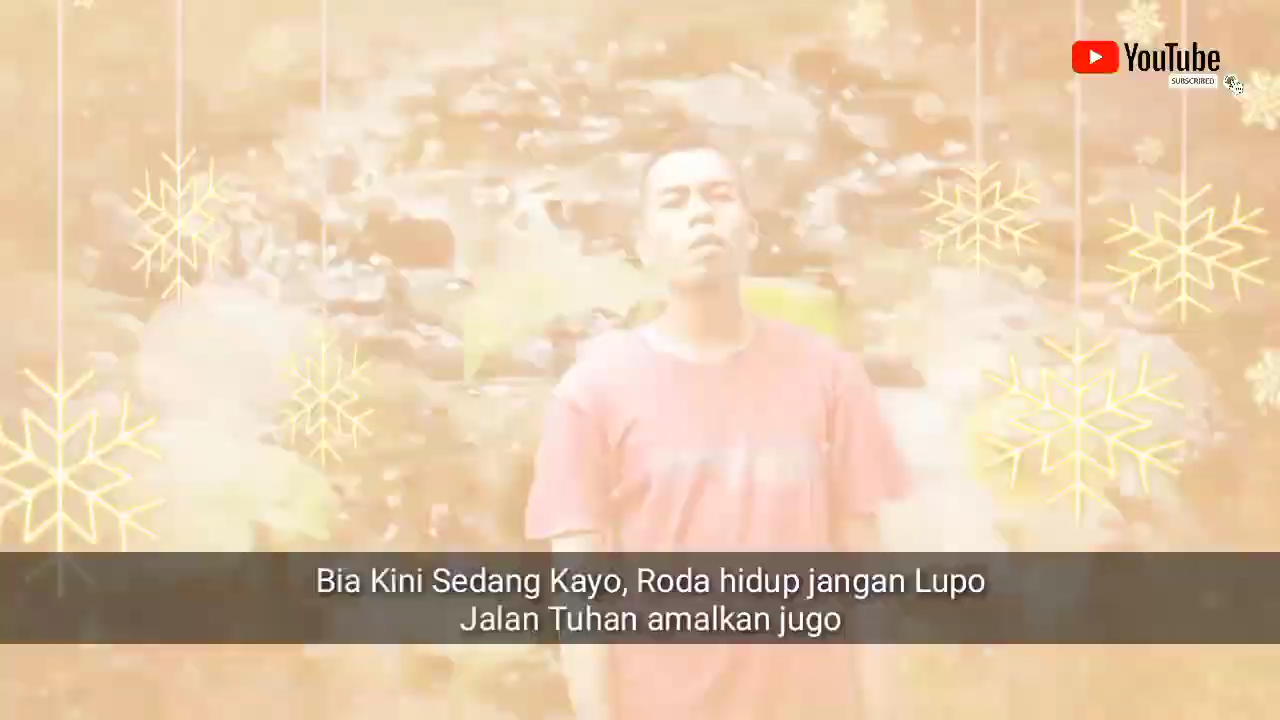 YouTube
SUBSCRIBED
Bia Kini Sedang Kayo, Roda hidup jangan Lupo
Jalan Tuhan amalkan jugo